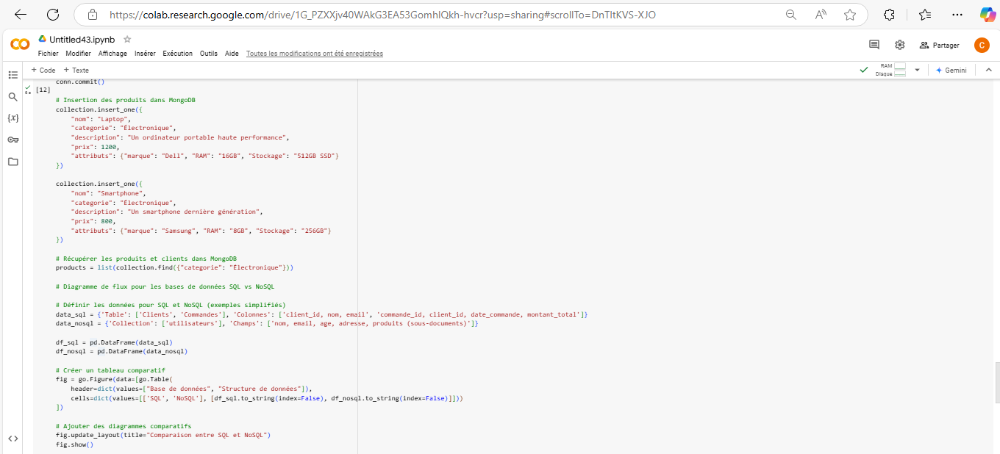 https://colab.research.google.com/drive/1G_PZXXjv40WAkG3EA53GomhIQkh-hvcr?usp=sharing#scrollTo=DnTItKVS-XJO
Untitled43.ipynb
Fichier Modifier Affichage Insérer Exécution Outils Aide Toutes les modifications ont été enregistrées
Partager
C
+ Code + Texte
RAM
Disque
Gemini
conn.commit()
[12]
# Insertion des produits dans MongoDB
collection.insert_one({
"nom": "Laptop",
"categorie": "Électronique",
"description": "Un ordinateur portable haute performance",
"prix": 1200,
"attributs": {"marque": "Dell", "RAM": "16GB", "Stockage": "512GB SSD"}
})
collection.insert_one({
"nom": "Smartphone",
"categorie": "Électronique",
"description": "Un smartphone dernière génération",
"prix": 800,
"attributs": {"marque": "Samsung", "RAM": "8GB", "Stockage": "256GB"}
})
# Récupérer les produits et clients dans MongoDB
products = list(collection.find({"categorie": "Électronique"}))
# Diagramme de flux pour les bases de données SQL vs NoSQL
# Définir les données pour SQL et NoSQL (exemples simplifiés)
data_sql = {'Table': ['Clients', 'Commandes'], 'Colonnes': ['client_id, nom, email', 'commande_id, client_id, date_commande, montant_total']}
data_nosql = {'Collection': ['utilisateurs'], 'Champs': ['nom, email, age, adresse, produits (sous-documents)']}
df_sql = pd.DataFrame(data_sql)
df_nosql = pd.DataFrame(data_nosql)
# Créer un tableau comparatif
fig = go.Figure(data=[go.Table(
header=dict(values=["Base de données", "Structure de données"]),
cells=dict(values=[['SQL', 'NoSQL'], [df_sql.to_string(index=False), df_nosql.to_string(index=False)]]))
])
# Ajouter des diagrammes comparatifs
fig.update_layout(title="Comparaison entre SQL et NoSQL")
fig.show()